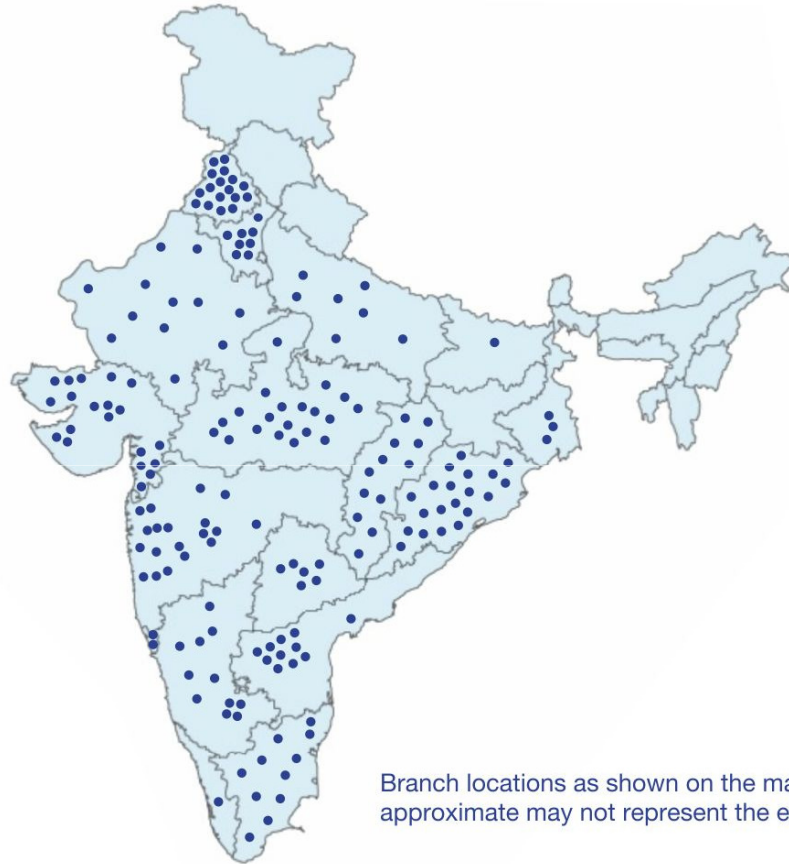 Branch locations as shown on the ma
approximate may not represent the e